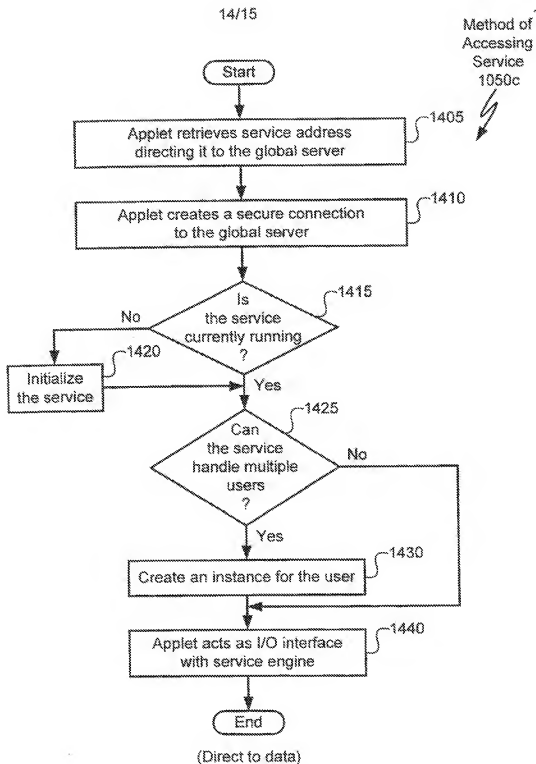 14/15
Method of
Accessing
Service
1050c
Start
Applet retrieves service address
directing it to the global server
1405
Applet creates a secure connection
to the global server
1410
Is
the service
currently running
?
1415
No
Initialize
the service
1420
Yes
Can
the service
handle multiple
users
?
1425
No
Yes
Create an instance for the user
1430
Applet acts as I/O interface
with service engine
1440
End
(Direct to data)